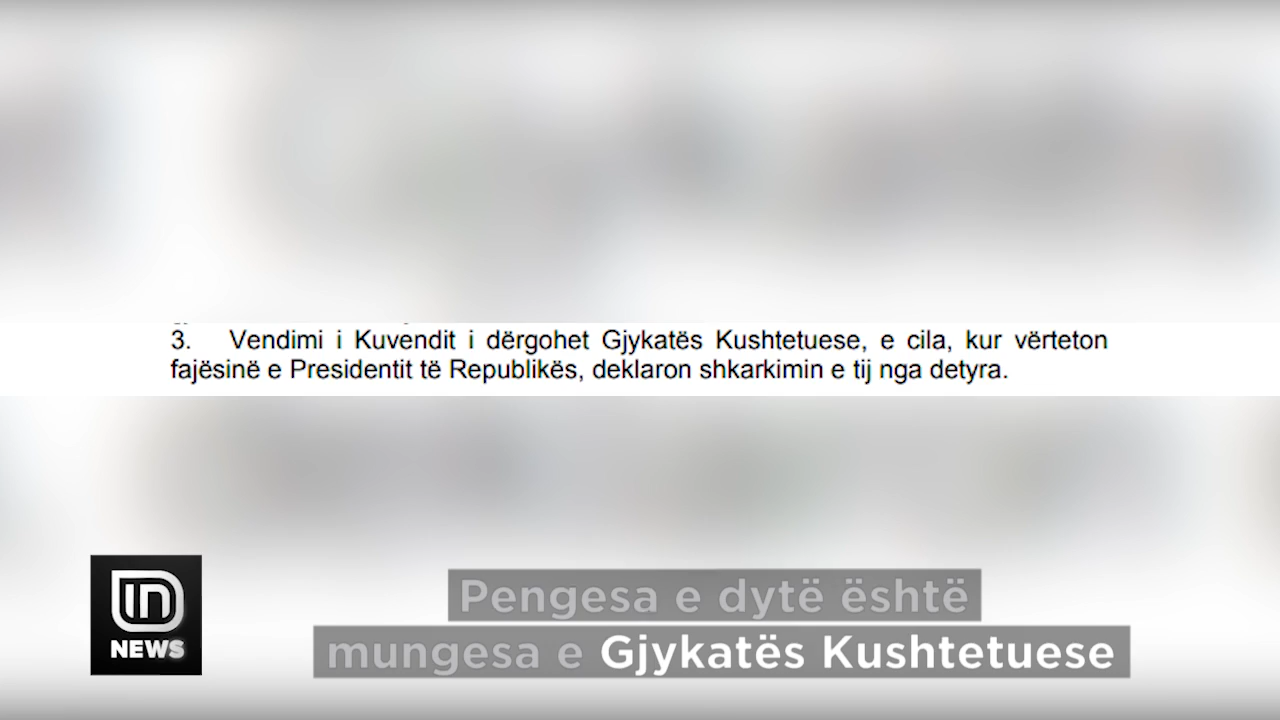 3. Vendimi i Kuvendit i dërgohet Gjykatës Kushtetuese, e cila, kur vërteton
fajësinë e Presidentit të Republikës, deklaron shkarkimin e tij nga detyra.
Pengesa e dytë është
mungesa e Gjykatës Kushtetuese
IN
NEWS